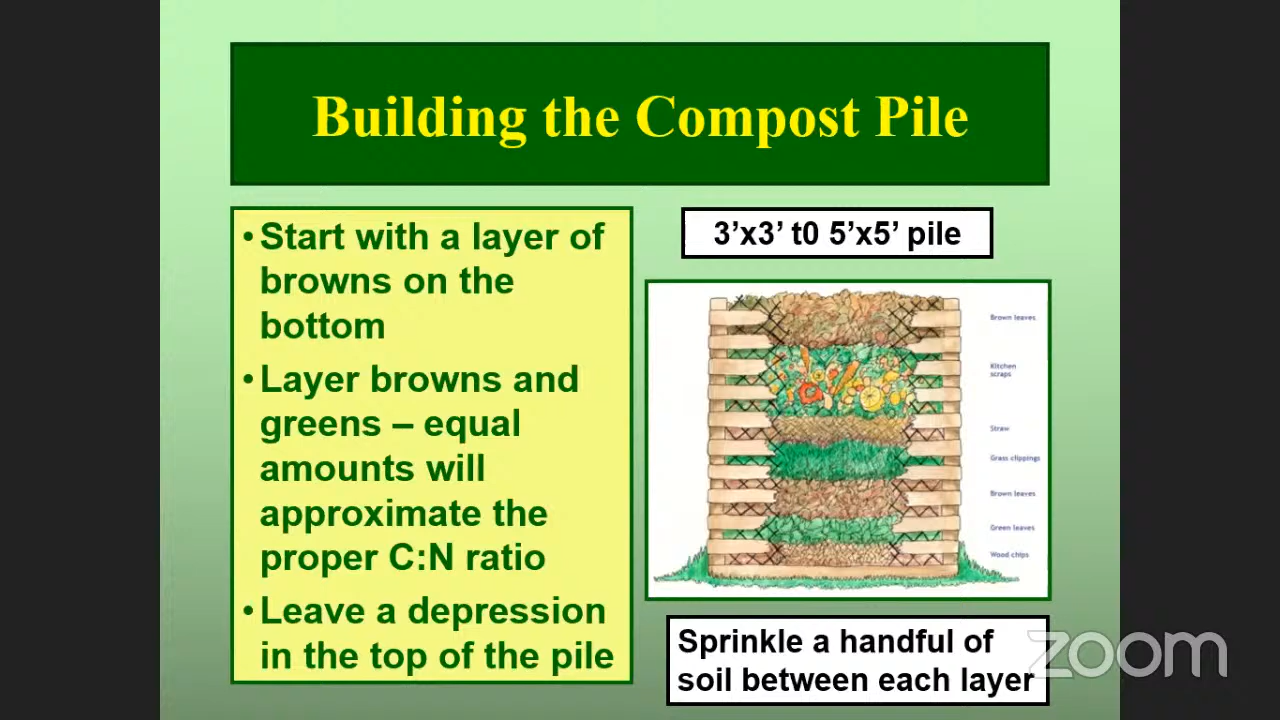 Building the Compost Pile
•Start with a layer of
browns on the
bottom
•Layer browns and
greens – equal
amounts will
approximate the
proper C:N ratio
•Leave a depression
in the top of the pile
3’x3’ t0 5’x5’ pile
Brown leaves
Kitchen
scraps
Straw
Grass clippings
Brown leaves
Green leaves
Wood chips
Sprinkle a handful of
soil between each layer
zoom